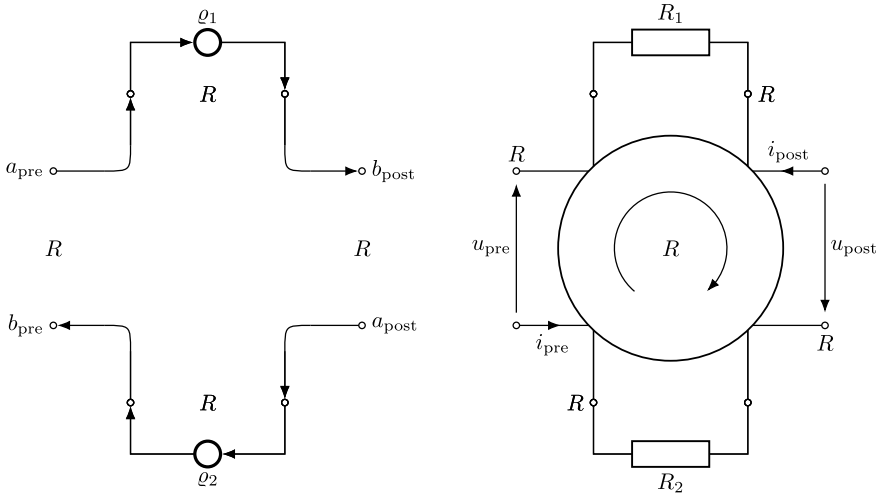 ϱ₁
R
a_pre
b_post
R
R
b_pre
a_post
R
ϱ₂
R₁
R
R
i_post
u_pre
R
u_post
i_pre
R
R
R₂